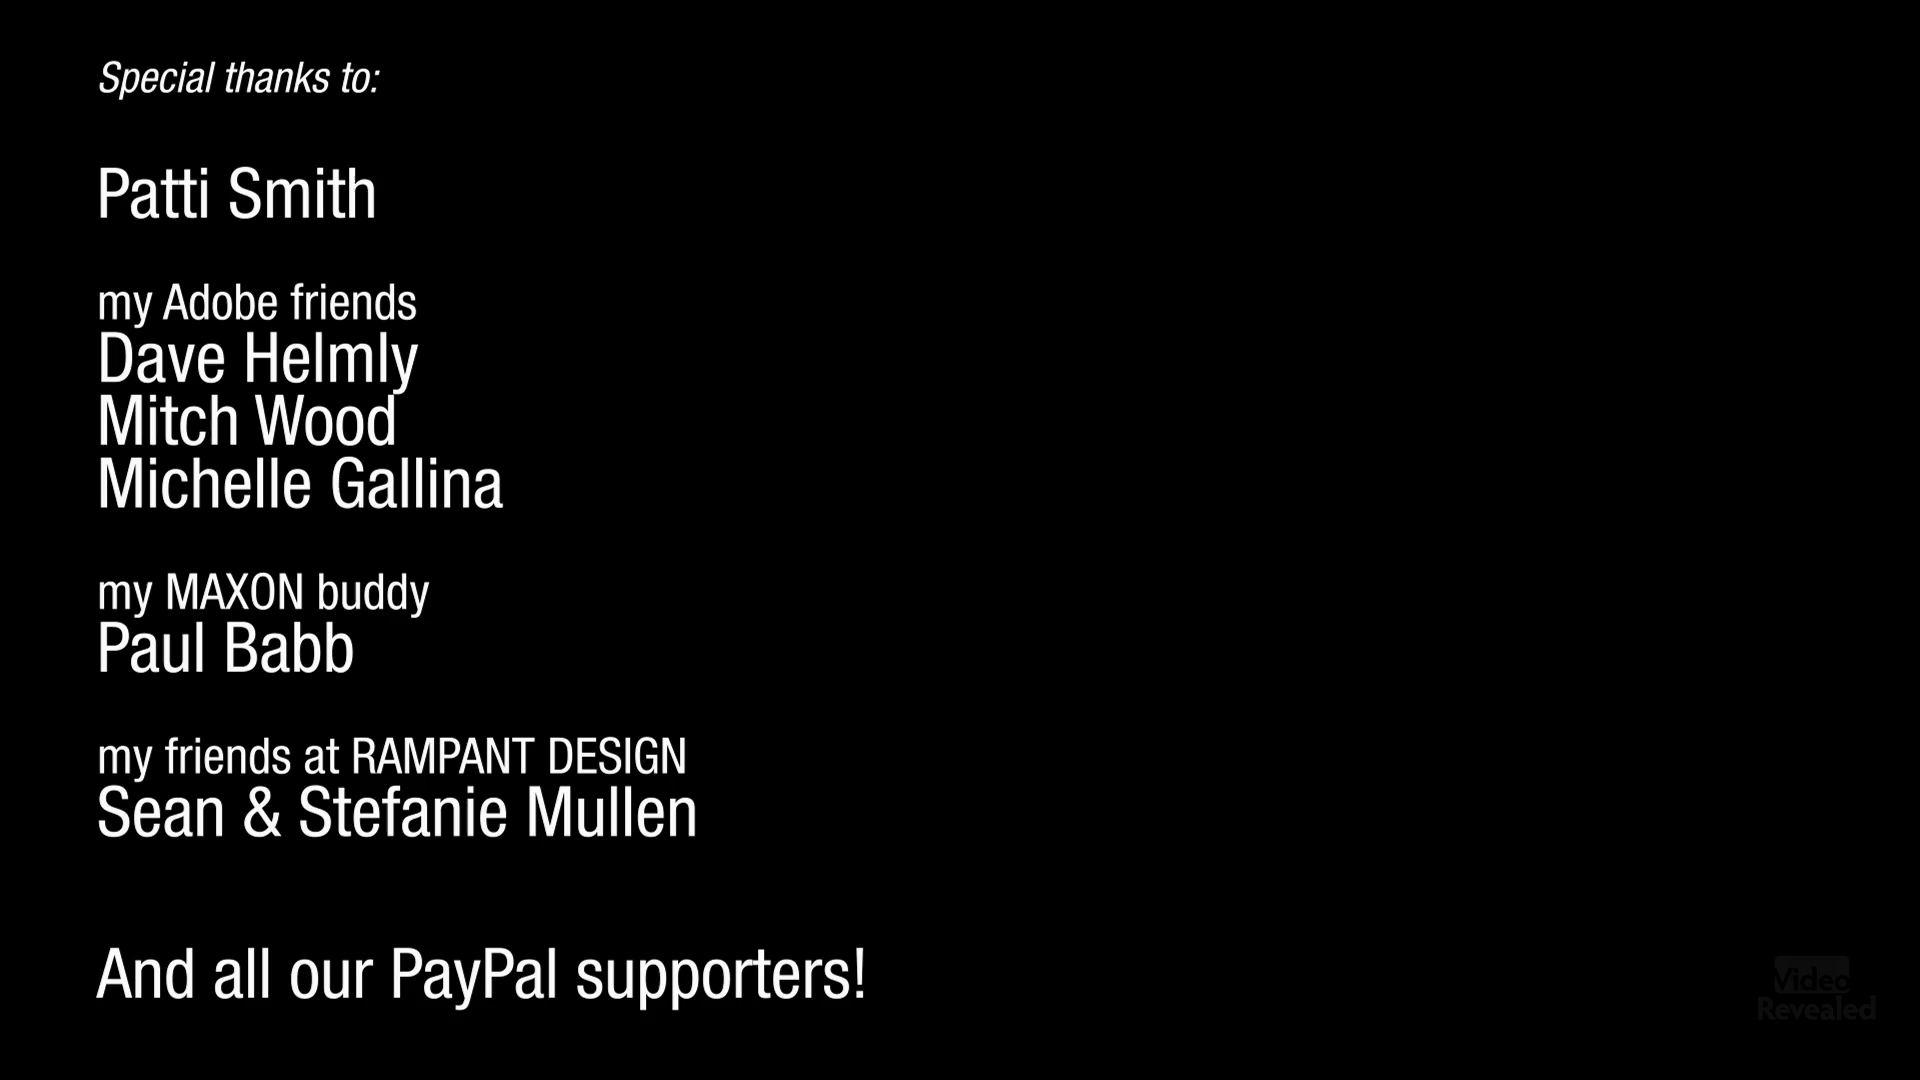 Special thanks to:
Patti Smith
my Adobe friends
Dave Helmly
Mitch Wood
Michelle Gallina
my MAXON buddy
Paul Babb
my friends at RAMPANT DESIGN
Sean & Stefanie Mullen
And all our PayPal supporters!
Video
Revealed